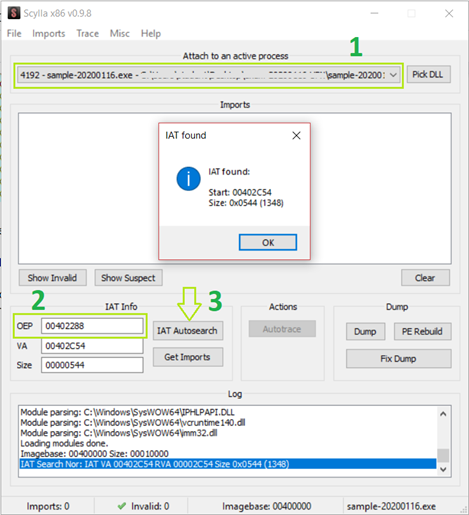 Scylla x86 v0.9.8
File Imports Trace Misc Help
1
Attach to an active process
4192 - sample-20200116.exe - \sample-20201
Pick DLL
Imports
IAT found
IAT found:
Start: 00402C54
Size: 0x0544 (1348)
OK
Show Invalid Show Suspect Clear
2
3
IAT Info Actions Dump
OEP 00402288 IAT Autosearch Autotrace Dump PE Rebuild
VA 00402C54
Size 00000544 Get Imports Fix Dump
Log
Module parsing: C:\Windows\SysWOW64\IPHLPAPI.DLL
Module parsing: C:\Windows\SysWOW64\vcruntime140.dll
Module parsing: C:\Windows\SysWOW64\imm32.dll
Loading modules done.
Imagebase: 00400000 Size: 00010000
IAT Search Nor: IAT VA 00402C54 RVA 00002C54 Size 0x0544 (1348)
Imports: 0 Invalid: 0 Imagebase: 00400000 sample-20200116.exe